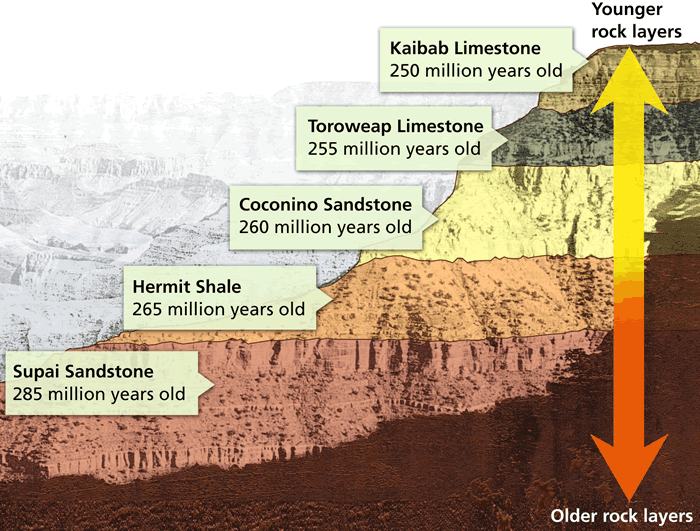 Younger
rock layers
Kaibab Limestone
250 million years old
Toroweap Limestone
255 million years old
Coconino Sandstone
260 million years old
Hermit Shale
265 million years old
Supai Sandstone
285 million years old
Older rock layers